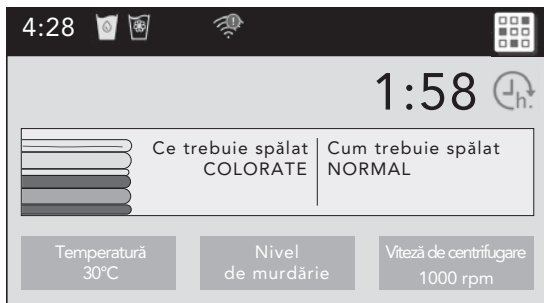 4:28
1:58 h.
Ce trebuie spălat
COLORATE
Cum trebuie spălat
NORMAL
Temperatură
30°C
Nivel
de murdărie
Viteză de centrifugare
1000 rpm